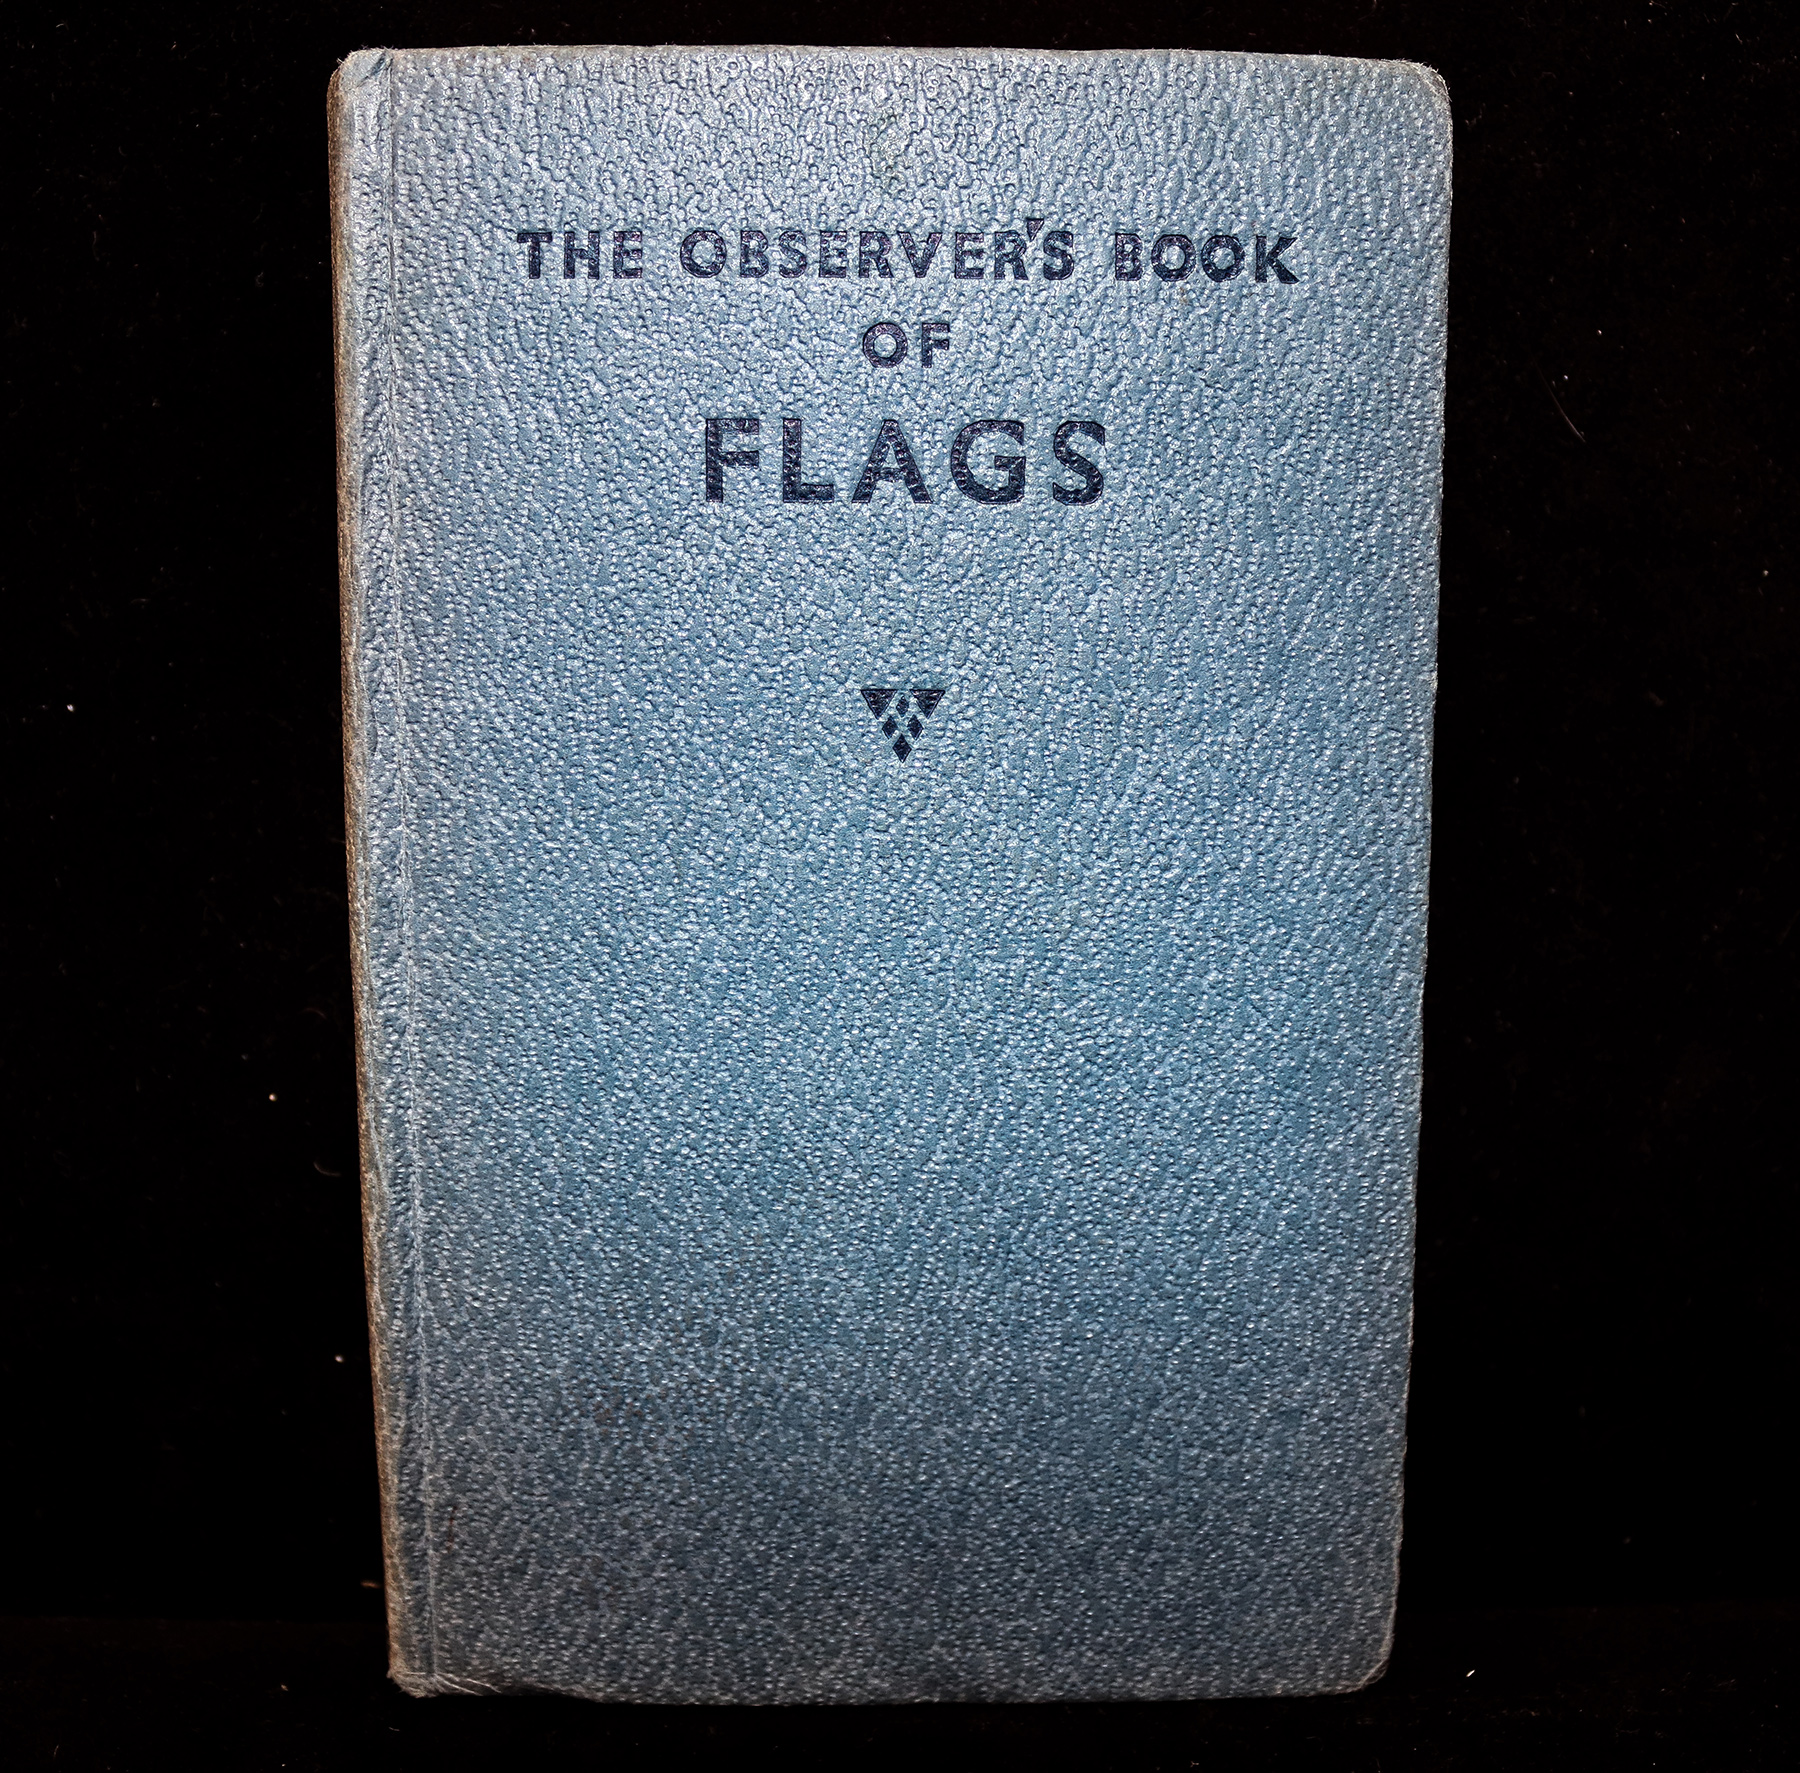 THE OBSERVER'S BOOK
OF
FLAGS